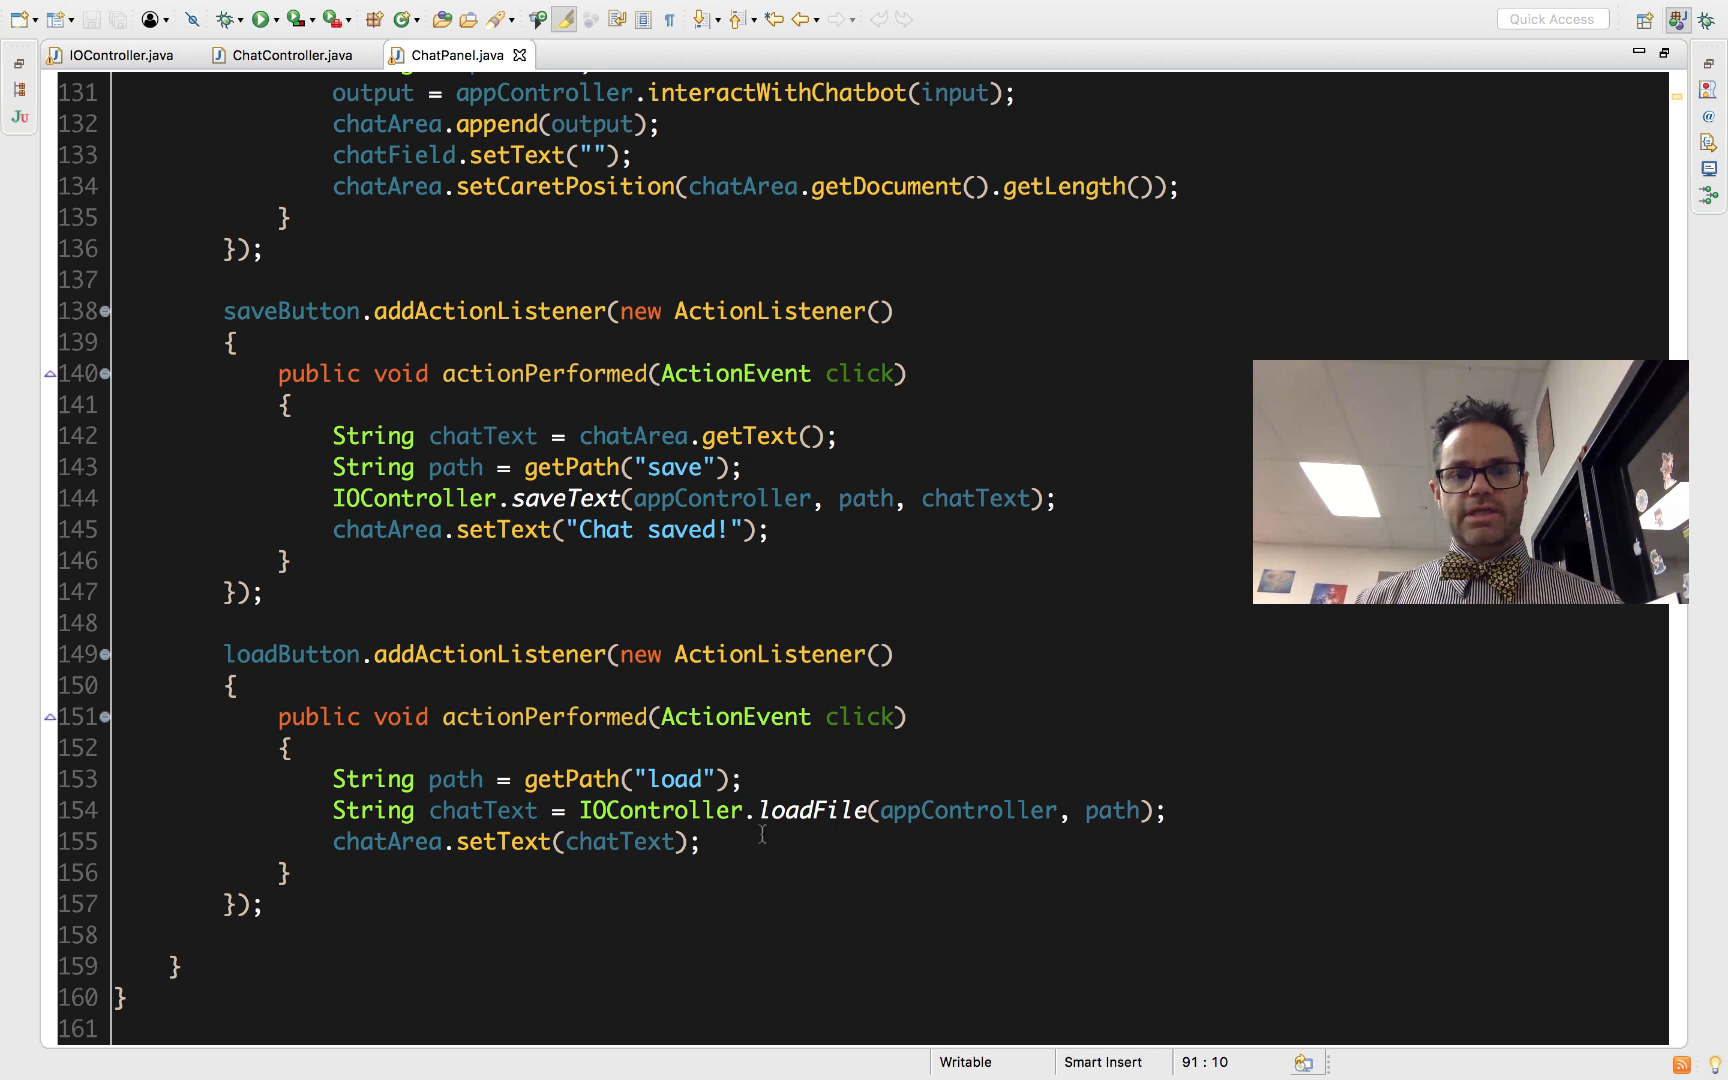 Quick Access
IOController.java
ChatController.java
ChatPanel.java
131 output = appController.interactWithChatbot(input);
132 chatArea.append(output);
133 chatField.setText("");
134 chatArea.setCaretPosition(chatArea.getDocument().getLength());
135 }
136 });
137
138 saveButton.addActionListener(new ActionListener()
139 {
140 public void actionPerformed(ActionEvent click)
141 {
142 String chatText = chatArea.getText();
143 String path = getPath("save");
144 IOController.saveText(appController, path, chatText);
145 chatArea.setText("Chat saved!");
146 }
147 });
148
149 loadButton.addActionListener(new ActionListener()
150 {
151 public void actionPerformed(ActionEvent click)
152 {
153 String path = getPath("load");
154 String chatText = IOController.loadFile(appController, path);
155 chatArea.setText(chatText);
156 }
157 });
158
159 }
160 }
161
Writable
Smart Insert
91 : 10